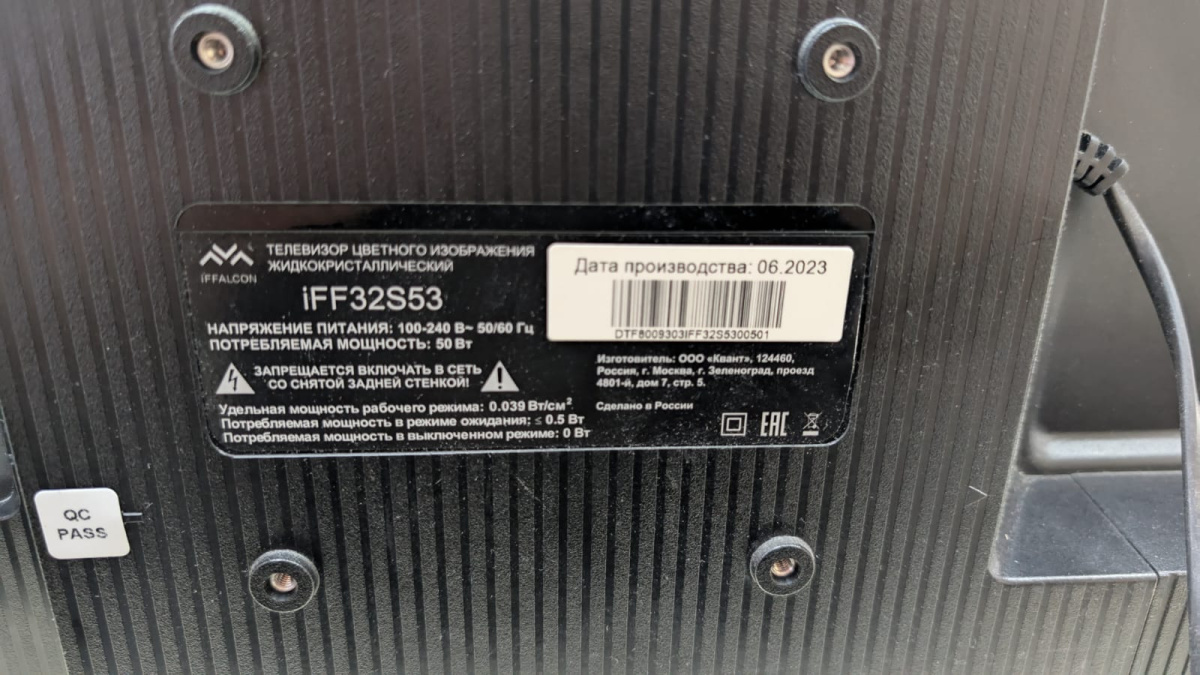 iFFALCON
ТЕЛЕВИЗОР ЦВЕТНОГО ИЗОБРАЖЕНИЯ
ЖИДКОКРИСТАЛЛИЧЕСКИЙ
iFF32S53
НАПРЯЖЕНИЕ ПИТАНИЯ: 100-240 В~ 50/60 Гц
ПОТРЕБЛЯЕМАЯ МОЩНОСТЬ: 50 Вт
ЗАПРЕЩАЕТСЯ ВКЛЮЧАТЬ В СЕТЬ
СО СНЯТОЙ ЗАДНЕЙ СТЕНКОЙ!
Удельная мощность рабочего режима: 0.039 Вт/см²
Потребляемая мощность в режиме ожидания: ≤ 0.5 Вт
Потребляемая мощность в выключенном режиме: 0 Вт
Дата производства: 06.2023
DTF6009303IFF32S5300501
Изготовитель: ООО «Квант», 124460,
Россия, г. Москва, г. Зеленоград, проезд
4801-й, дом 7, стр. 5.
Сделано в России
EAC
QC
PASS